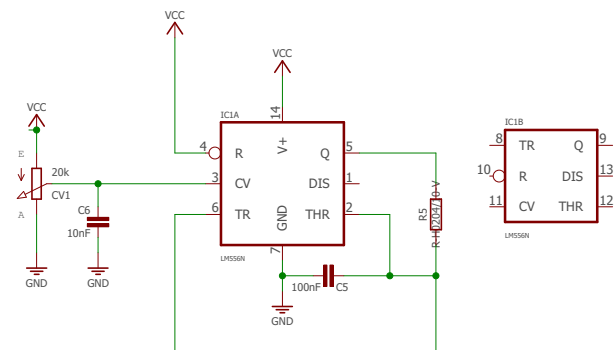 VCC
VCC
VCC
IC1A
IC1B
14
V+
4
R
Q
5
3
CV
DIS
1
6
TR
THR
2
GND
7
LM556N
8
TR
Q
9
10
R
DIS
13
11
CV
THR
12
LM556N
E
20k
CV1
A
C6
10nF
R5
100nF
C5
GND
GND
GND